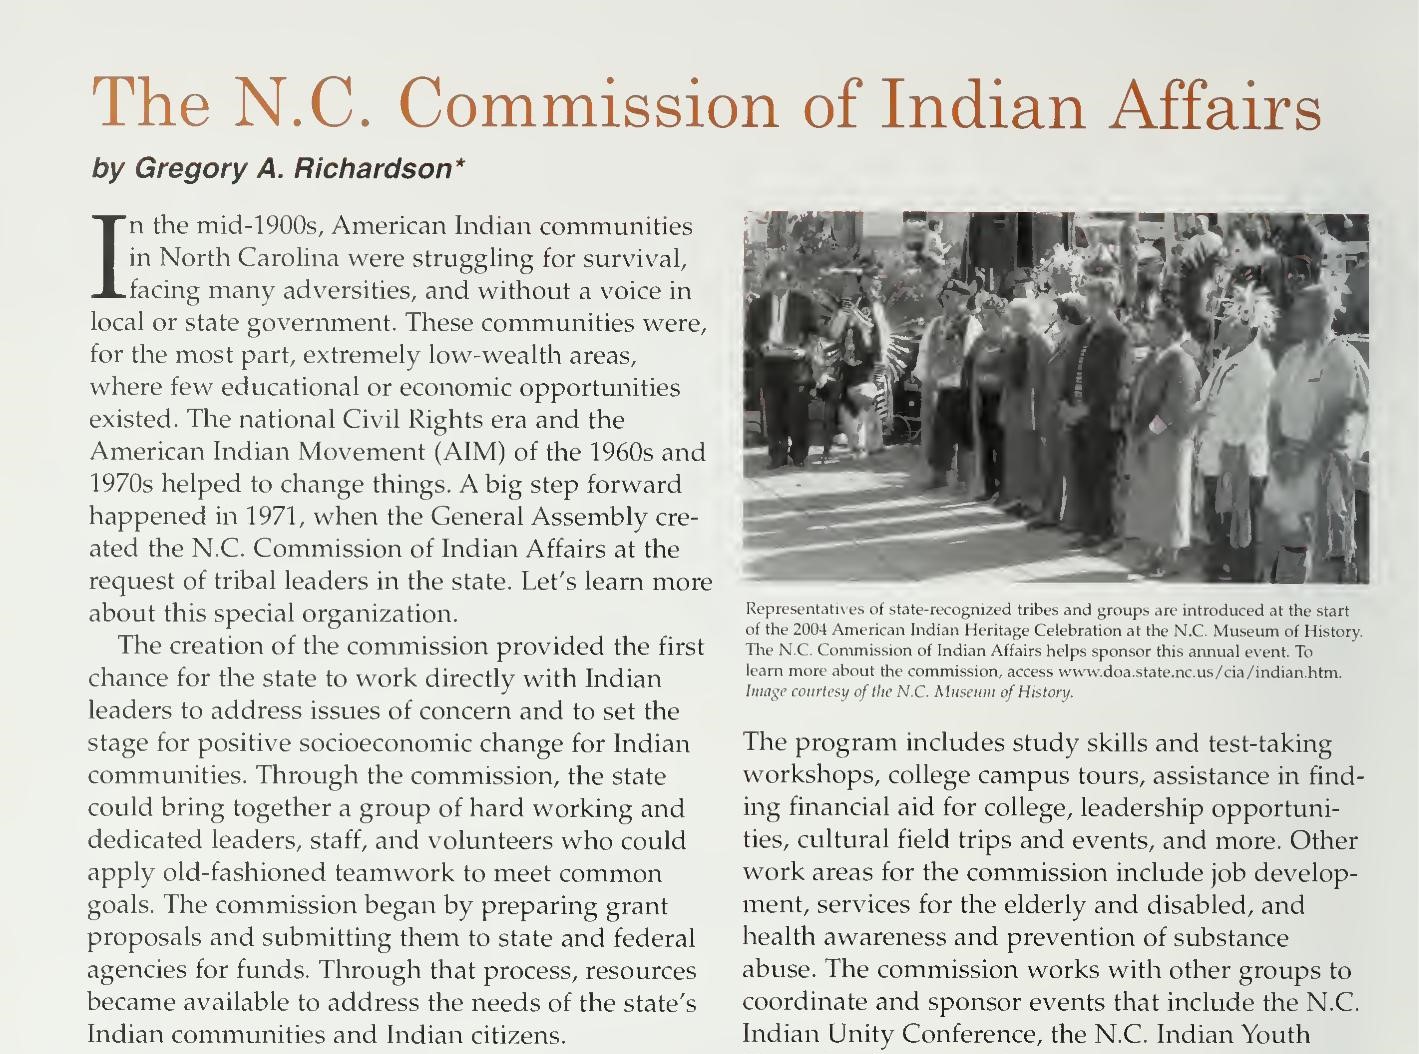 The N.C. Commission of Indian Affairs
by Gregory A. Richardson*
In the mid-1900s, American Indian communities
in North Carolina were struggling for survival,
facing many adversities, and without a voice in
local or state government. These communities were,
for the most part, extremely low-wealth areas,
where few educational or economic opportunities
existed. The national Civil Rights era and the
American Indian Movement (AIM) of the 1960s and
1970s helped to change things. A big step forward
happened in 1971, when the General Assembly cre-
ated the N.C. Commission of Indian Affairs at the
request of tribal leaders in the state. Let's learn more
about this special organization.
The creation of the commission provided the first
chance for the state to work directly with Indian
leaders to address issues of concern and to set the
stage for positive socioeconomic change for Indian
communities. Through the commission, the state
could bring together a group of hard working and
dedicated leaders, staff, and volunteers who could
apply old-fashioned teamwork to meet common
goals. The commission began by preparing grant
proposals and submitting them to state and federal
agencies for funds. Through that process, resources
became available to address the needs of the state's
Indian communities and Indian citizens.
Representatives of state-recognized tribes and groups are introduced at the start
of the 2004 American Indian Heritage Celebration at the N.C. Museum of History.
The N.C. Commission of Indian Affairs helps sponsor this annual event. To
learn more about the commission, access www.doa.state.nc.us/cia/indian.htm.
Image courtesy of the N.C. Museum of History.
The program includes study skills and test-taking
workshops, college campus tours, assistance in find-
ing financial aid for college, leadership opportuni-
ties, cultural field trips and events, and more. Other
work areas for the commission include job develop-
ment, services for the elderly and disabled, and
health awareness and prevention of substance
abuse. The commission works with other groups to
coordinate and sponsor events that include the N.C.
Indian Unity Conference, the N.C. Indian Youth